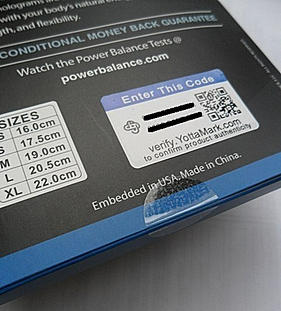 holograms are
with your body's natural
gth, and flexibility.
CONDITIONAL MONEY BACK GUARANTEE
Watch the Power Balance Tests @
powerbalance.com
Enter This Code
verify.YottaMark.com
to confirm product authenticity
SIZES
S 16.0cm
S 17.5cm
M 19.0cm
L 20.5cm
XL 22.0cm
Embedded in USA. Made in China.